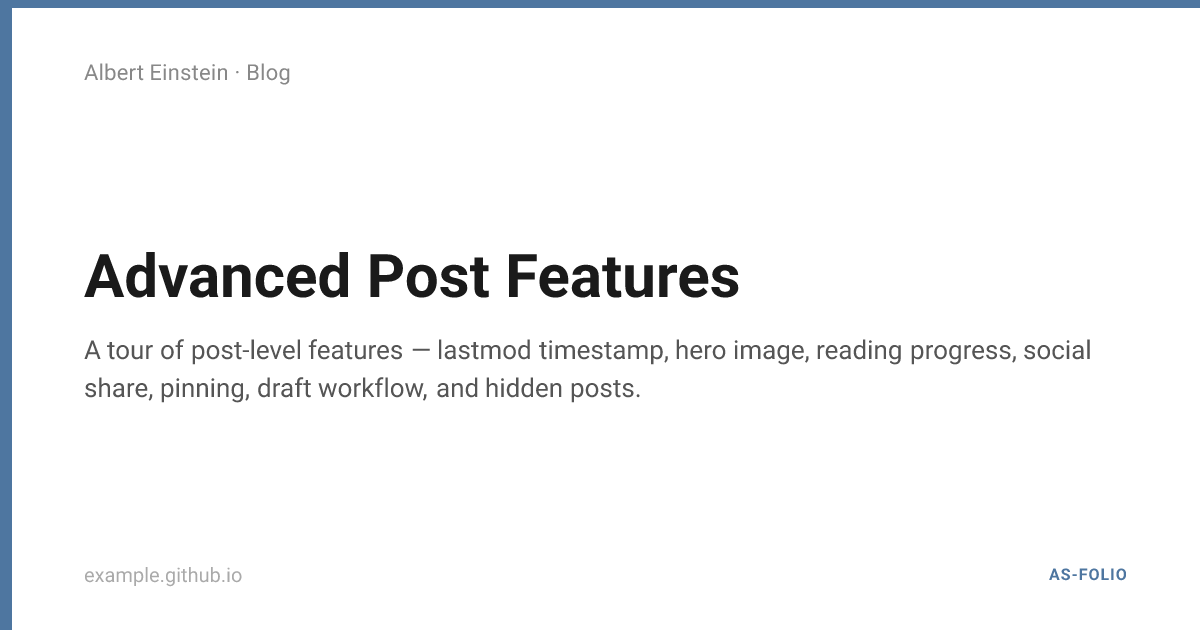 Albert Einstein · Blog
Advanced Post Features
A tour of post-level features — lastmod timestamp, hero image, reading progress, social
share, pinning, draft workflow, and hidden posts.
example.github.io
AS-FOLIO